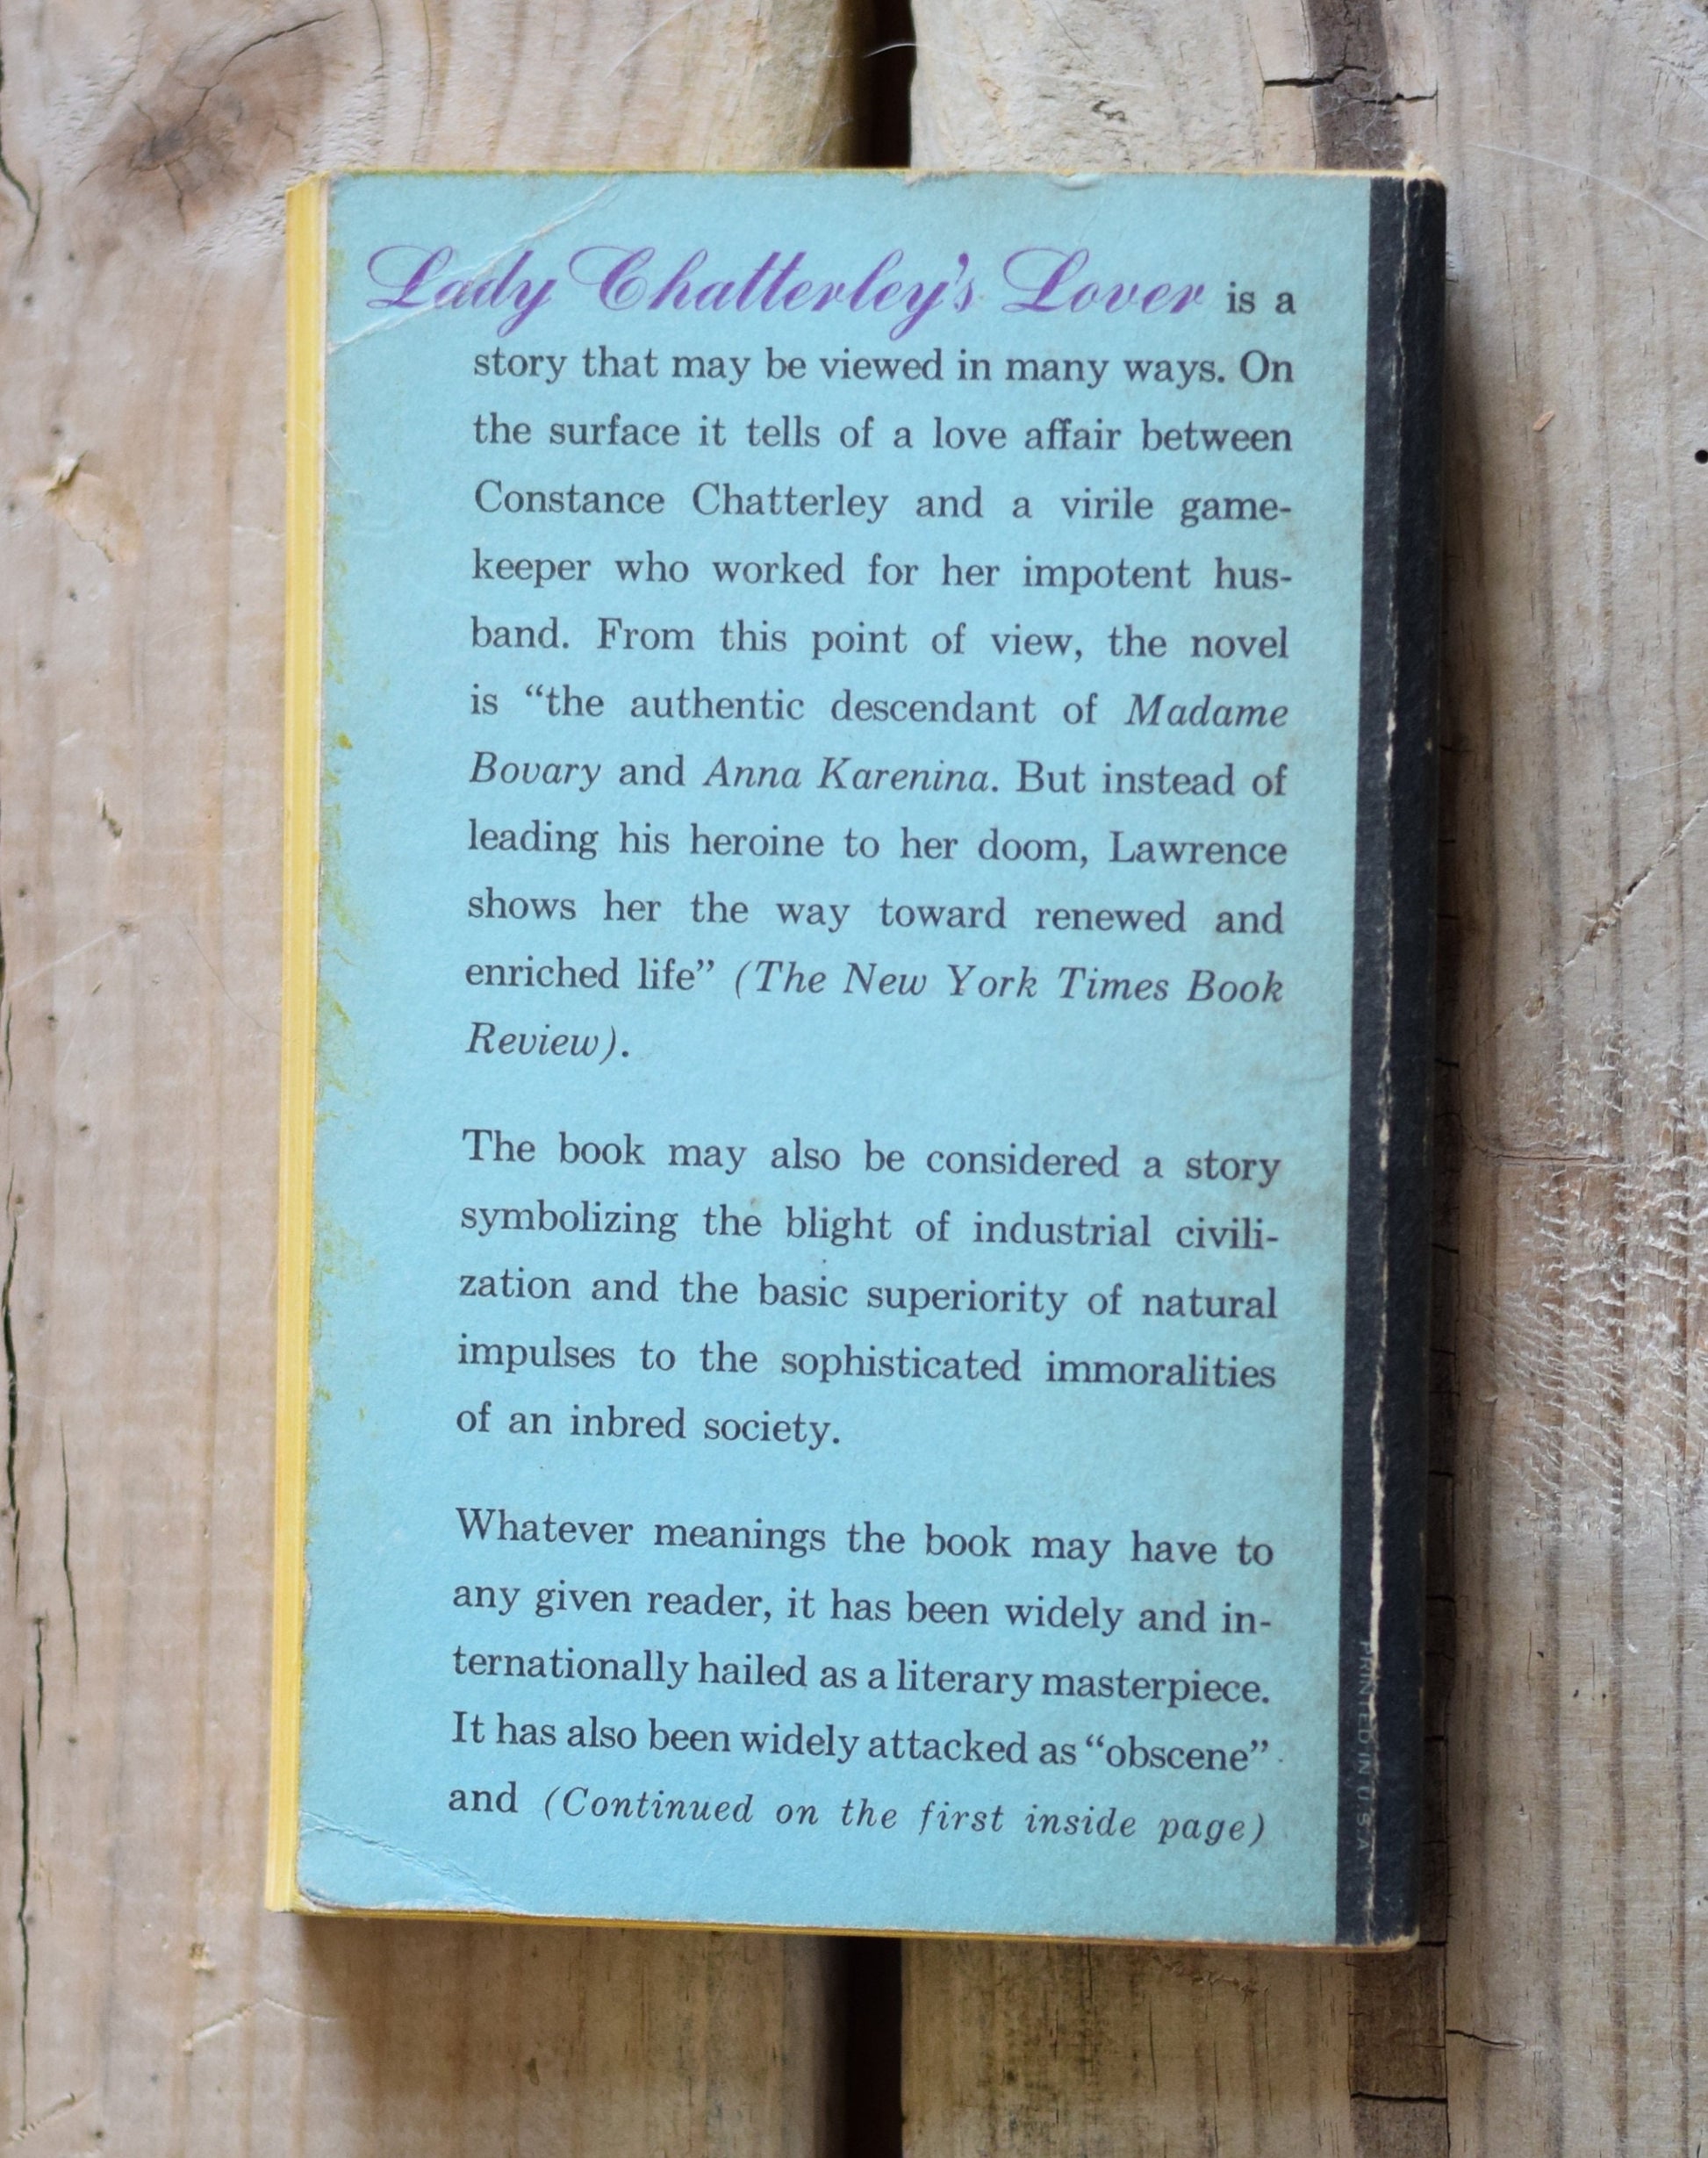 Lady Chatterley's Lover is a
story that may be viewed in many ways. On
the surface it tells of a love affair between
Constance Chatterley and a virile game-
keeper who worked for her impotent hus-
band. From this point of view, the novel
is “the authentic descendant of Madame
Bovary and Anna Karenina. But instead of
leading his heroine to her doom, Lawrence
shows her the way toward renewed and
enriched life” (The New York Times Book
Review).
The book may also be considered a story
symbolizing the blight of industrial civili-
zation and the basic superiority of natural
impulses to the sophisticated immoralities
of an inbred society.
Whatever meanings the book may have to
any given reader, it has been widely and in-
ternationally hailed as a literary masterpiece.
It has also been widely attacked as “obscene”
and (Continued on the first inside page)
PRINTED IN U.S.A.